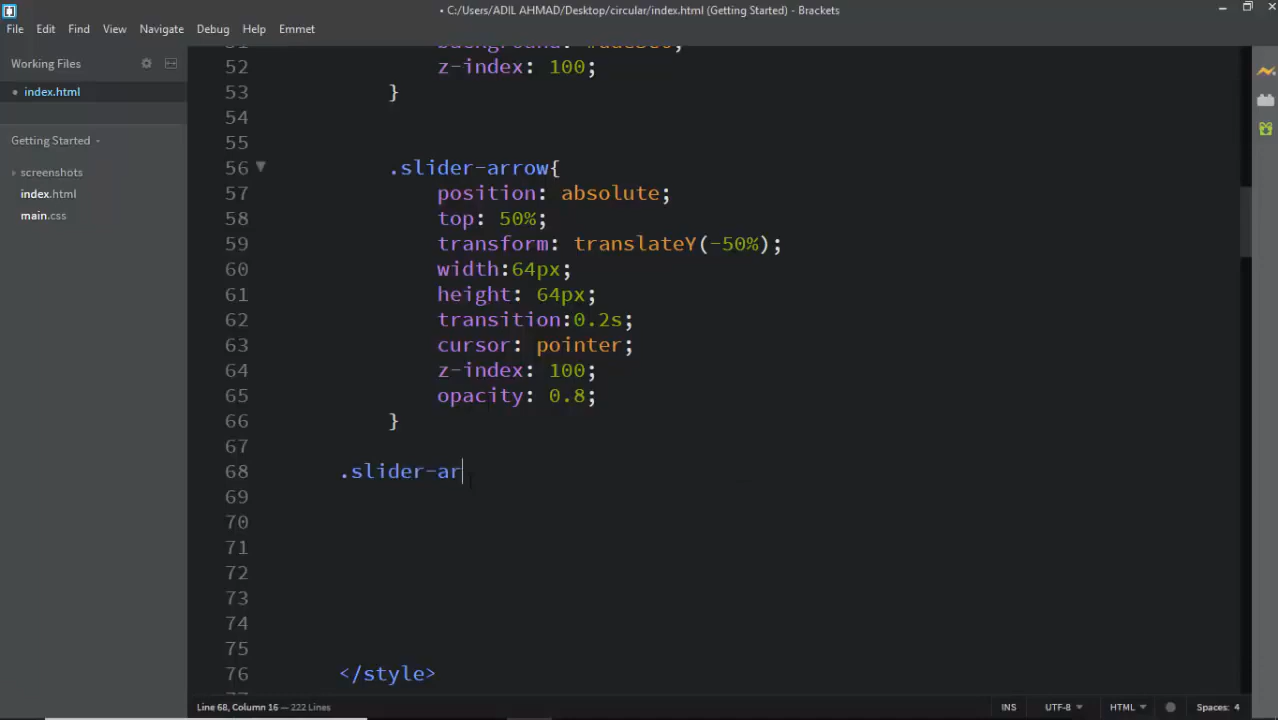 • C:/Users/ADIL AHMAD/Desktop/circular/index.html (Getting Started) - Brackets
File Edit Find View Navigate Debug Help Emmet
Working Files
• index.html
Getting Started
screenshots
index.html
main.css
52 z-index: 100;
53 }
54
55
56 .slider-arrow{
57 position: absolute;
58 top: 50%;
59 transform: translateY(-50%);
60 width:64px;
61 height: 64px;
62 transition:0.2s;
63 cursor: pointer;
64 z-index: 100;
65 opacity: 0.8;
66 }
67
68 .slider-ar
69
70
71
72
73
74
75
76 </style>
Line 68, Column 16 — 222 Lines
INS UTF-8 HTML Spaces: 4